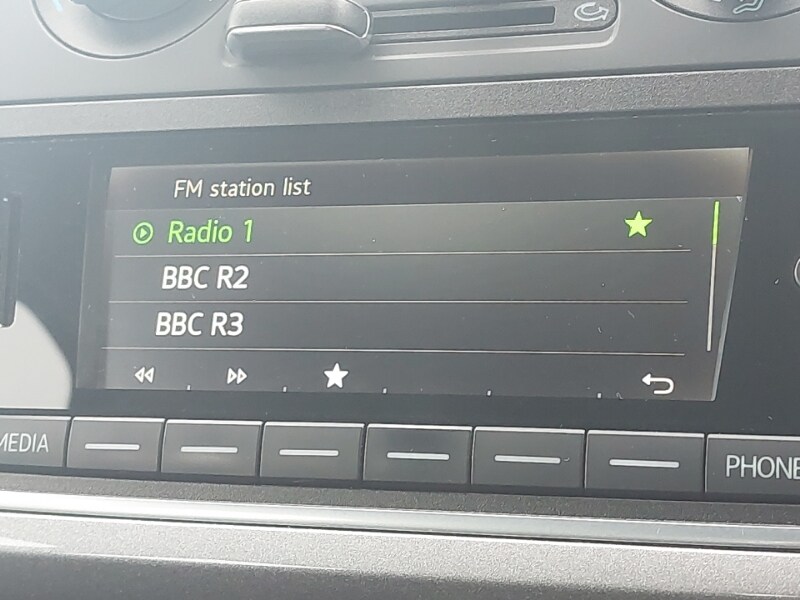 FM station list
Radio 1
BBC R2
BBC R3
MEDIA
PHONE